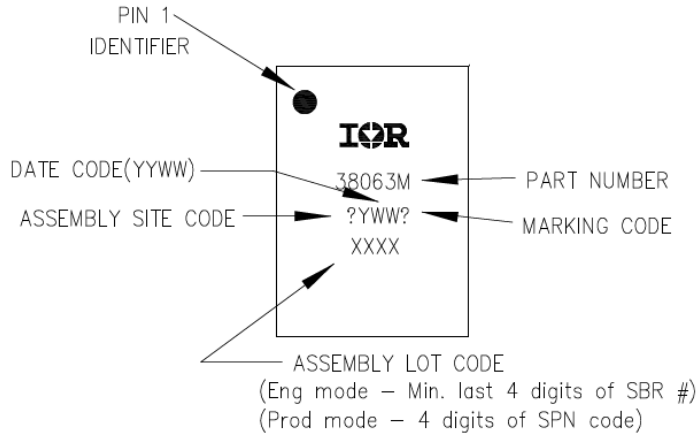 PIN 1
IDENTIFIER
IOR
DATE CODE(YYWW)
38063M
PART NUMBER
ASSEMBLY SITE CODE
?YWW?
MARKING CODE
XXXX
ASSEMBLY LOT CODE
(Eng mode – Min. last 4 digits of SBR #)
(Prod mode – 4 digits of SPN code)